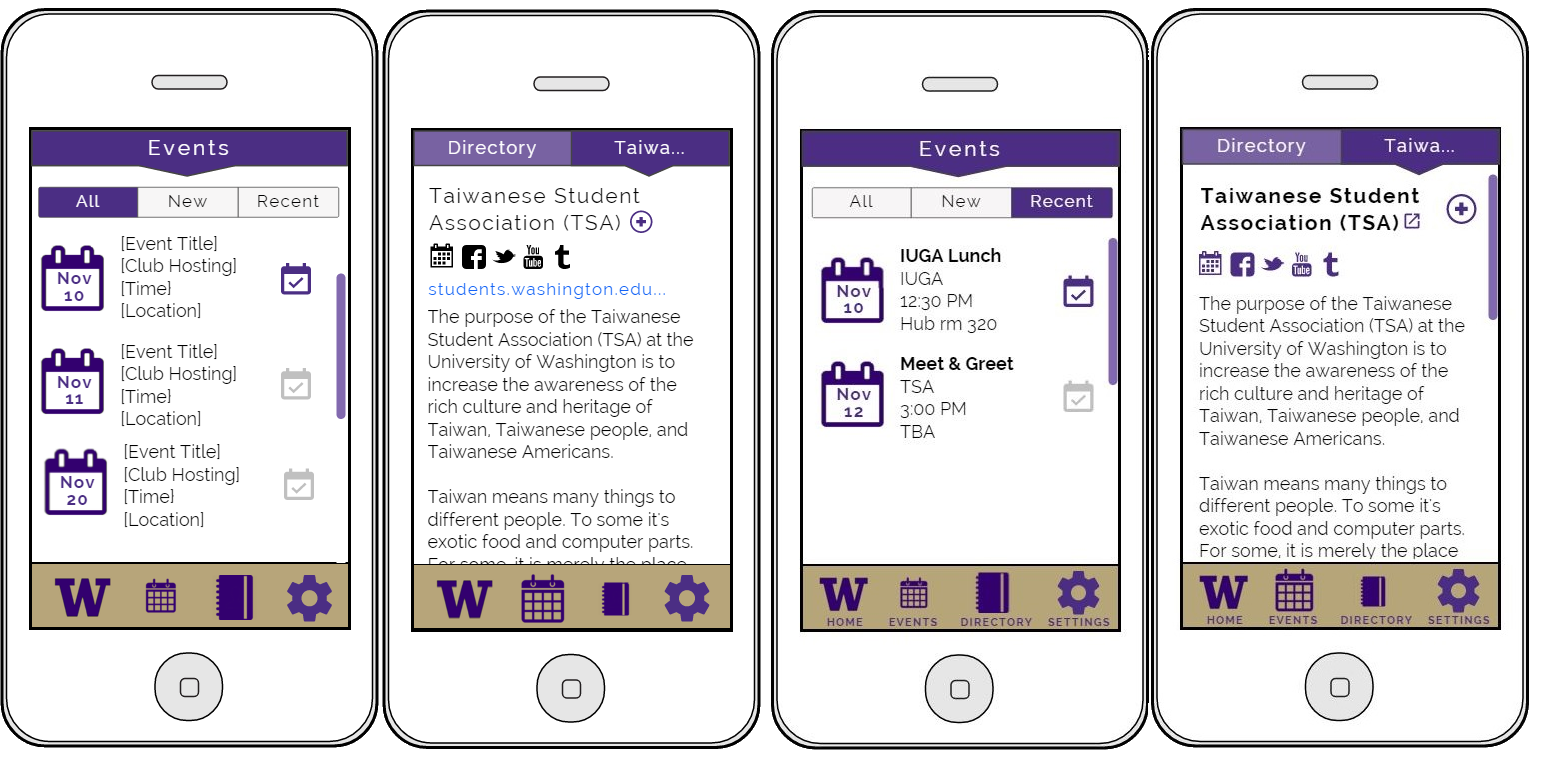 Events
All New Recent
Nov
10
[Event Title]
[Club Hosting]
[Time}
[Location]
Nov
11
[Event Title]
[Club Hosting]
[Time}
[Location]
Nov
20
[Event Title]
[Club Hosting]
[Time}
[Location]
W
Directory Taiwa...
Taiwanese Student
Association (TSA)
You
Tube
t
students.washington.edu...
The purpose of the Taiwanese
Student Association (TSA) at the
University of Washington is to
increase the awareness of the
rich culture and heritage of
Taiwan, Taiwanese people, and
Taiwanese Americans.
Taiwan means many things to
different people. To some it's
exotic food and computer parts.
For some, it is merely the place
W
Events
All New Recent
Nov
10
IUGA Lunch
IUGA
12:30 PM
Hub rm 320
Nov
12
Meet & Greet
TSA
3:00 PM
TBA
W
HOME EVENTS DIRECTORY SETTINGS
Directory Taiwa...
Taiwanese Student
Association (TSA)
You
Tube
t
The purpose of the Taiwanese
Student Association (TSA) at the
University of Washington is to
increase the awareness of the
rich culture and heritage of
Taiwan, Taiwanese people, and
Taiwanese Americans.
Taiwan means many things to
different people. To some it's
exotic food and computer parts.
For some, it is merely the place
W
HOME EVENTS DIRECTORY SETTINGS